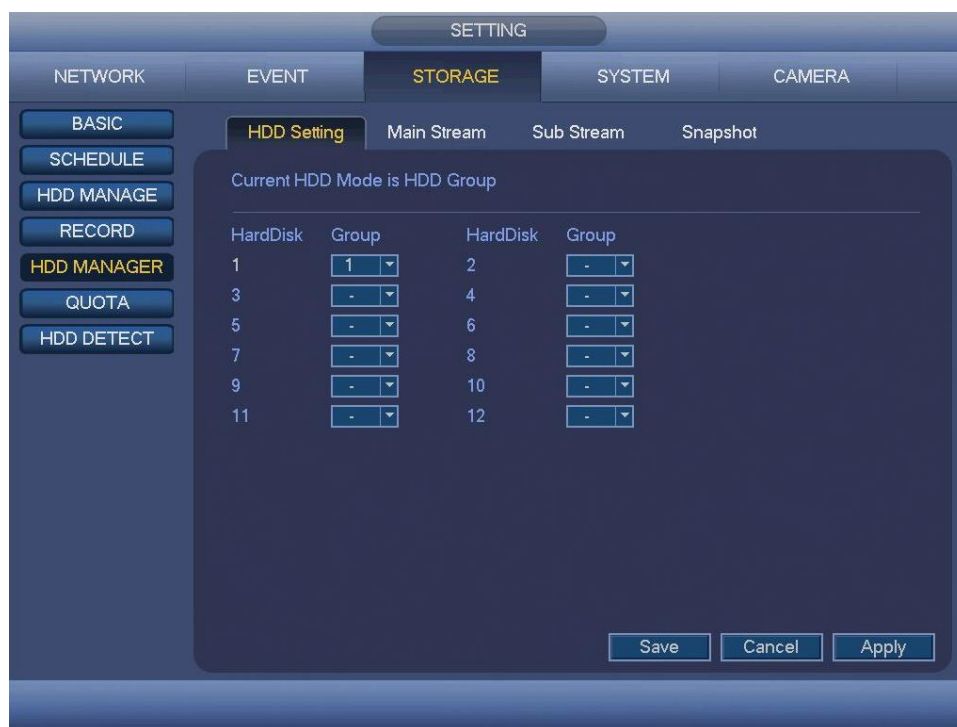 SETTING
NETWORK EVENT STORAGE SYSTEM CAMERA
BASIC
SCHEDULE
HDD MANAGE
RECORD
HDD MANAGER
QUOTA
HDD DETECT
HDD Setting Main Stream Sub Stream Snapshot
Current HDD Mode is HDD Group
HardDisk Group HardDisk Group
1 1 2 -
3 - 4 -
5 - 6 -
7 - 8 -
9 - 10 -
11 - 12 -
Save Cancel Apply